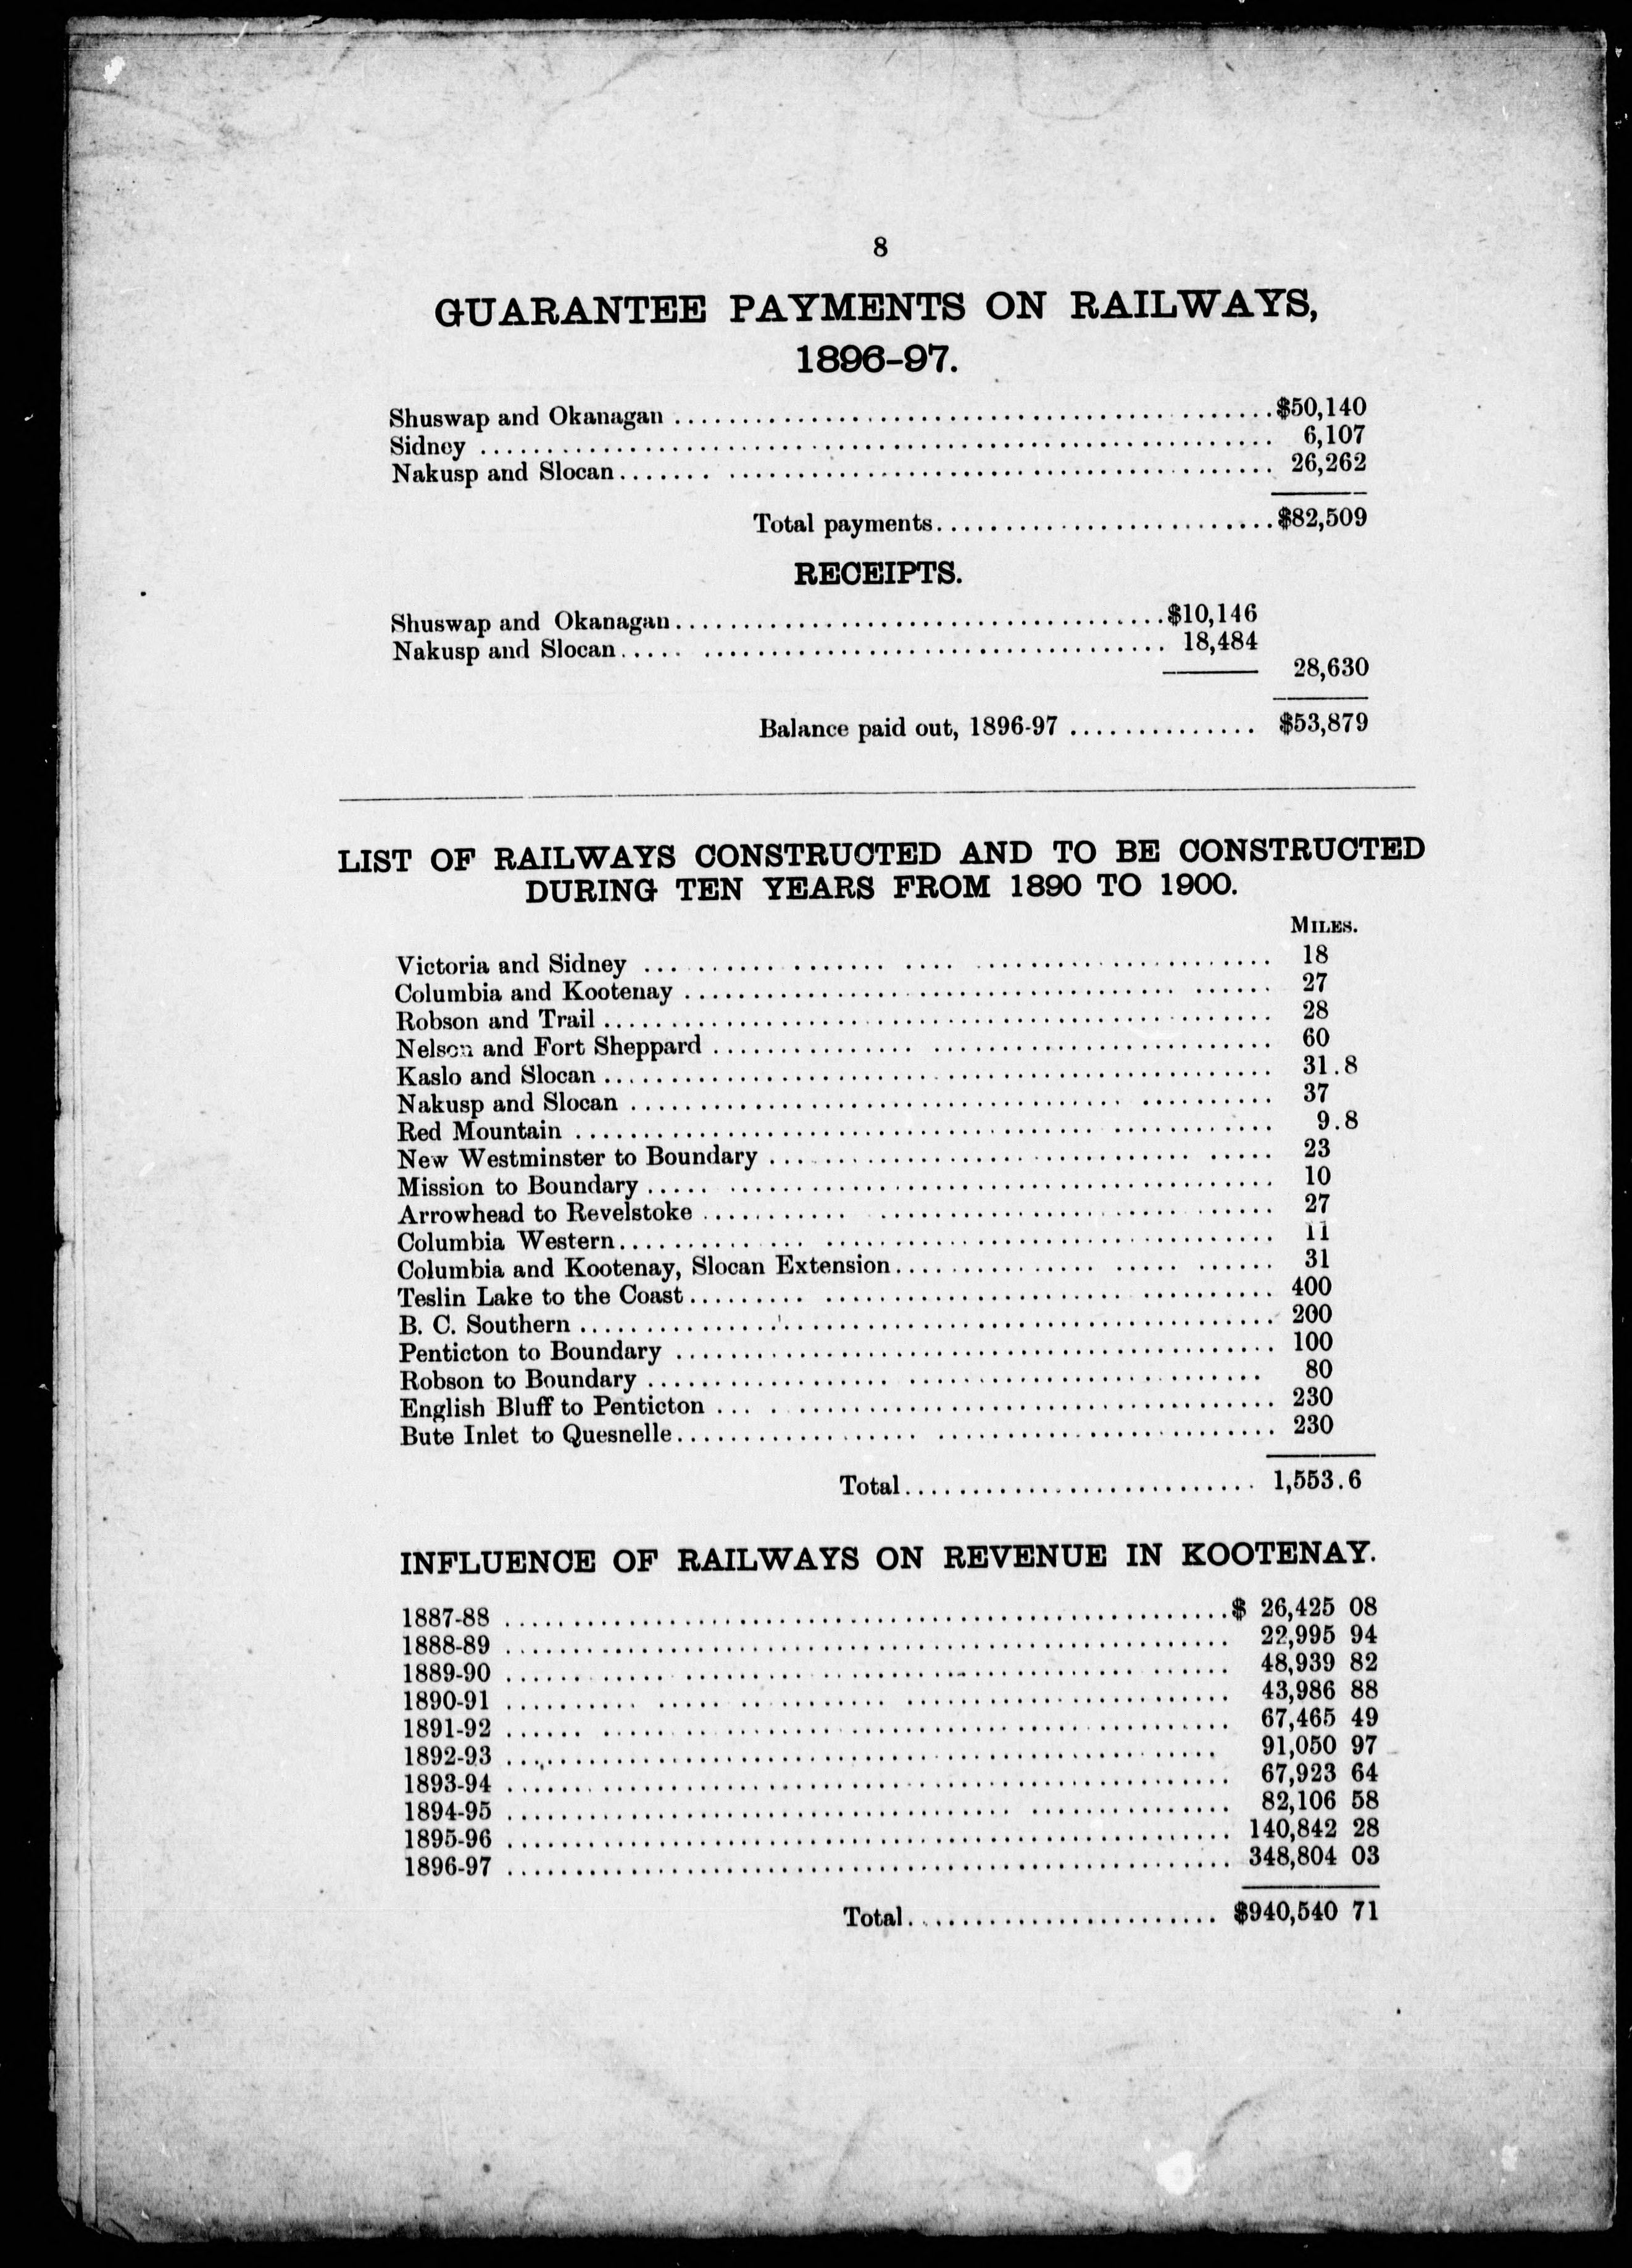 8
GUARANTEE PAYMENTS ON RAILWAYS,
1896-97.
Shuswap and Okanagan ........ $50,140
Sidney ........ 6,107
Nakusp and Slocan ........ 26,262
Total payments ........ $82,509
RECEIPTS.
Shuswap and Okanagan ........ $10,146
Nakusp and Slocan ........ 18,484
28,630
Balance paid out, 1896-97 ........ $53,879
LIST OF RAILWAYS CONSTRUCTED AND TO BE CONSTRUCTED
DURING TEN YEARS FROM 1890 TO 1900.
MILES.
Victoria and Sidney ........ 18
Columbia and Kootenay ........ 27
Robson and Trail ........ 28
Nelson and Fort Sheppard ........ 60
Kaslo and Slocan ........ 31.8
Nakusp and Slocan ........ 37
Red Mountain ........ 9.8
New Westminster to Boundary ........ 23
Mission to Boundary ........ 10
Arrowhead to Revelstoke ........ 27
Columbia Western ........ 11
Columbia and Kootenay, Slocan Extension ........ 31
Teslin Lake to the Coast ........ 400
B. C. Southern ........ 200
Penticton to Boundary ........ 100
Robson to Boundary ........ 80
English Bluff to Penticton ........ 230
Bute Inlet to Quesnelle ........ 230
Total ........ 1,553.6
INFLUENCE OF RAILWAYS ON REVENUE IN KOOTENAY.
1887-88 ........ $ 26,425 08
1888-89 ........ 22,995 94
1889-90 ........ 48,939 82
1890-91 ........ 43,986 88
1891-92 ........ 67,465 49
1892-93 ........ 91,050 97
1893-94 ........ 67,923 64
1894-95 ........ 82,106 58
1895-96 ........ 140,842 28
1896-97 ........ 348,804 03
Total ........ $940,540 71